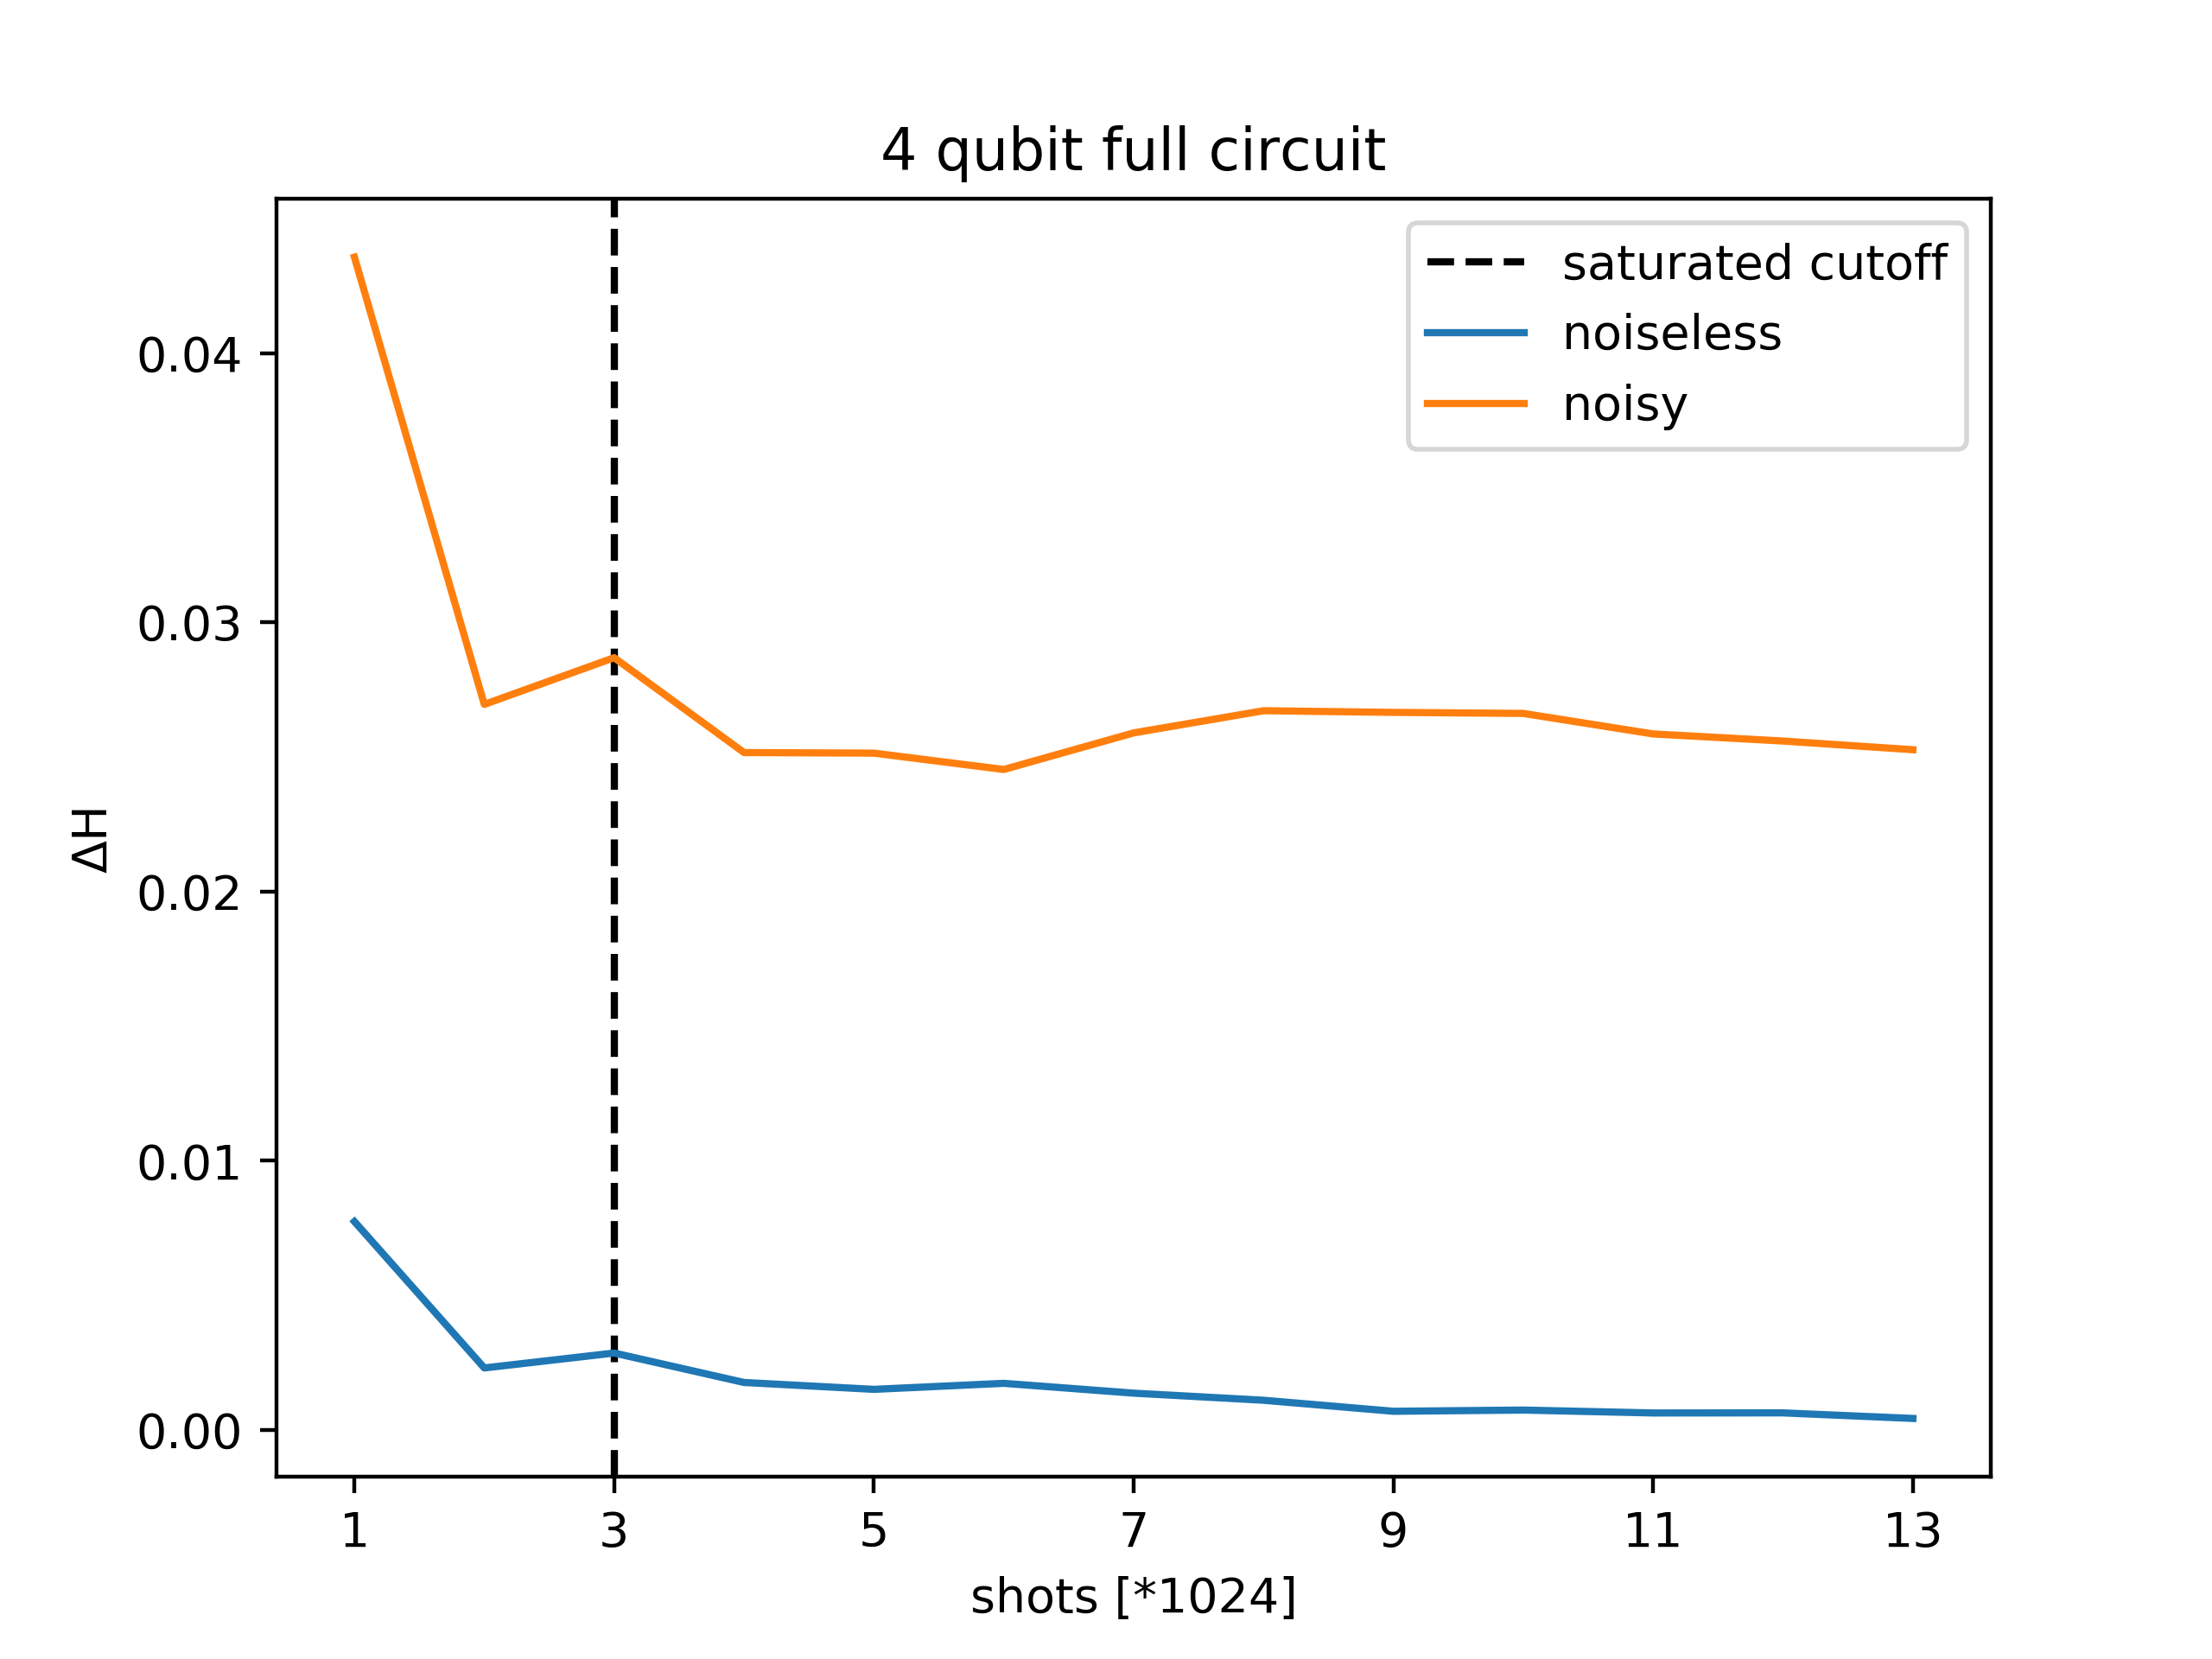 4 qubit full circuit
saturated cutoff
noiseless
noisy
0.04
0.03
0.02
0.01
0.00
ΔH
1 3 5 7 9 11 13
shots [*1024]